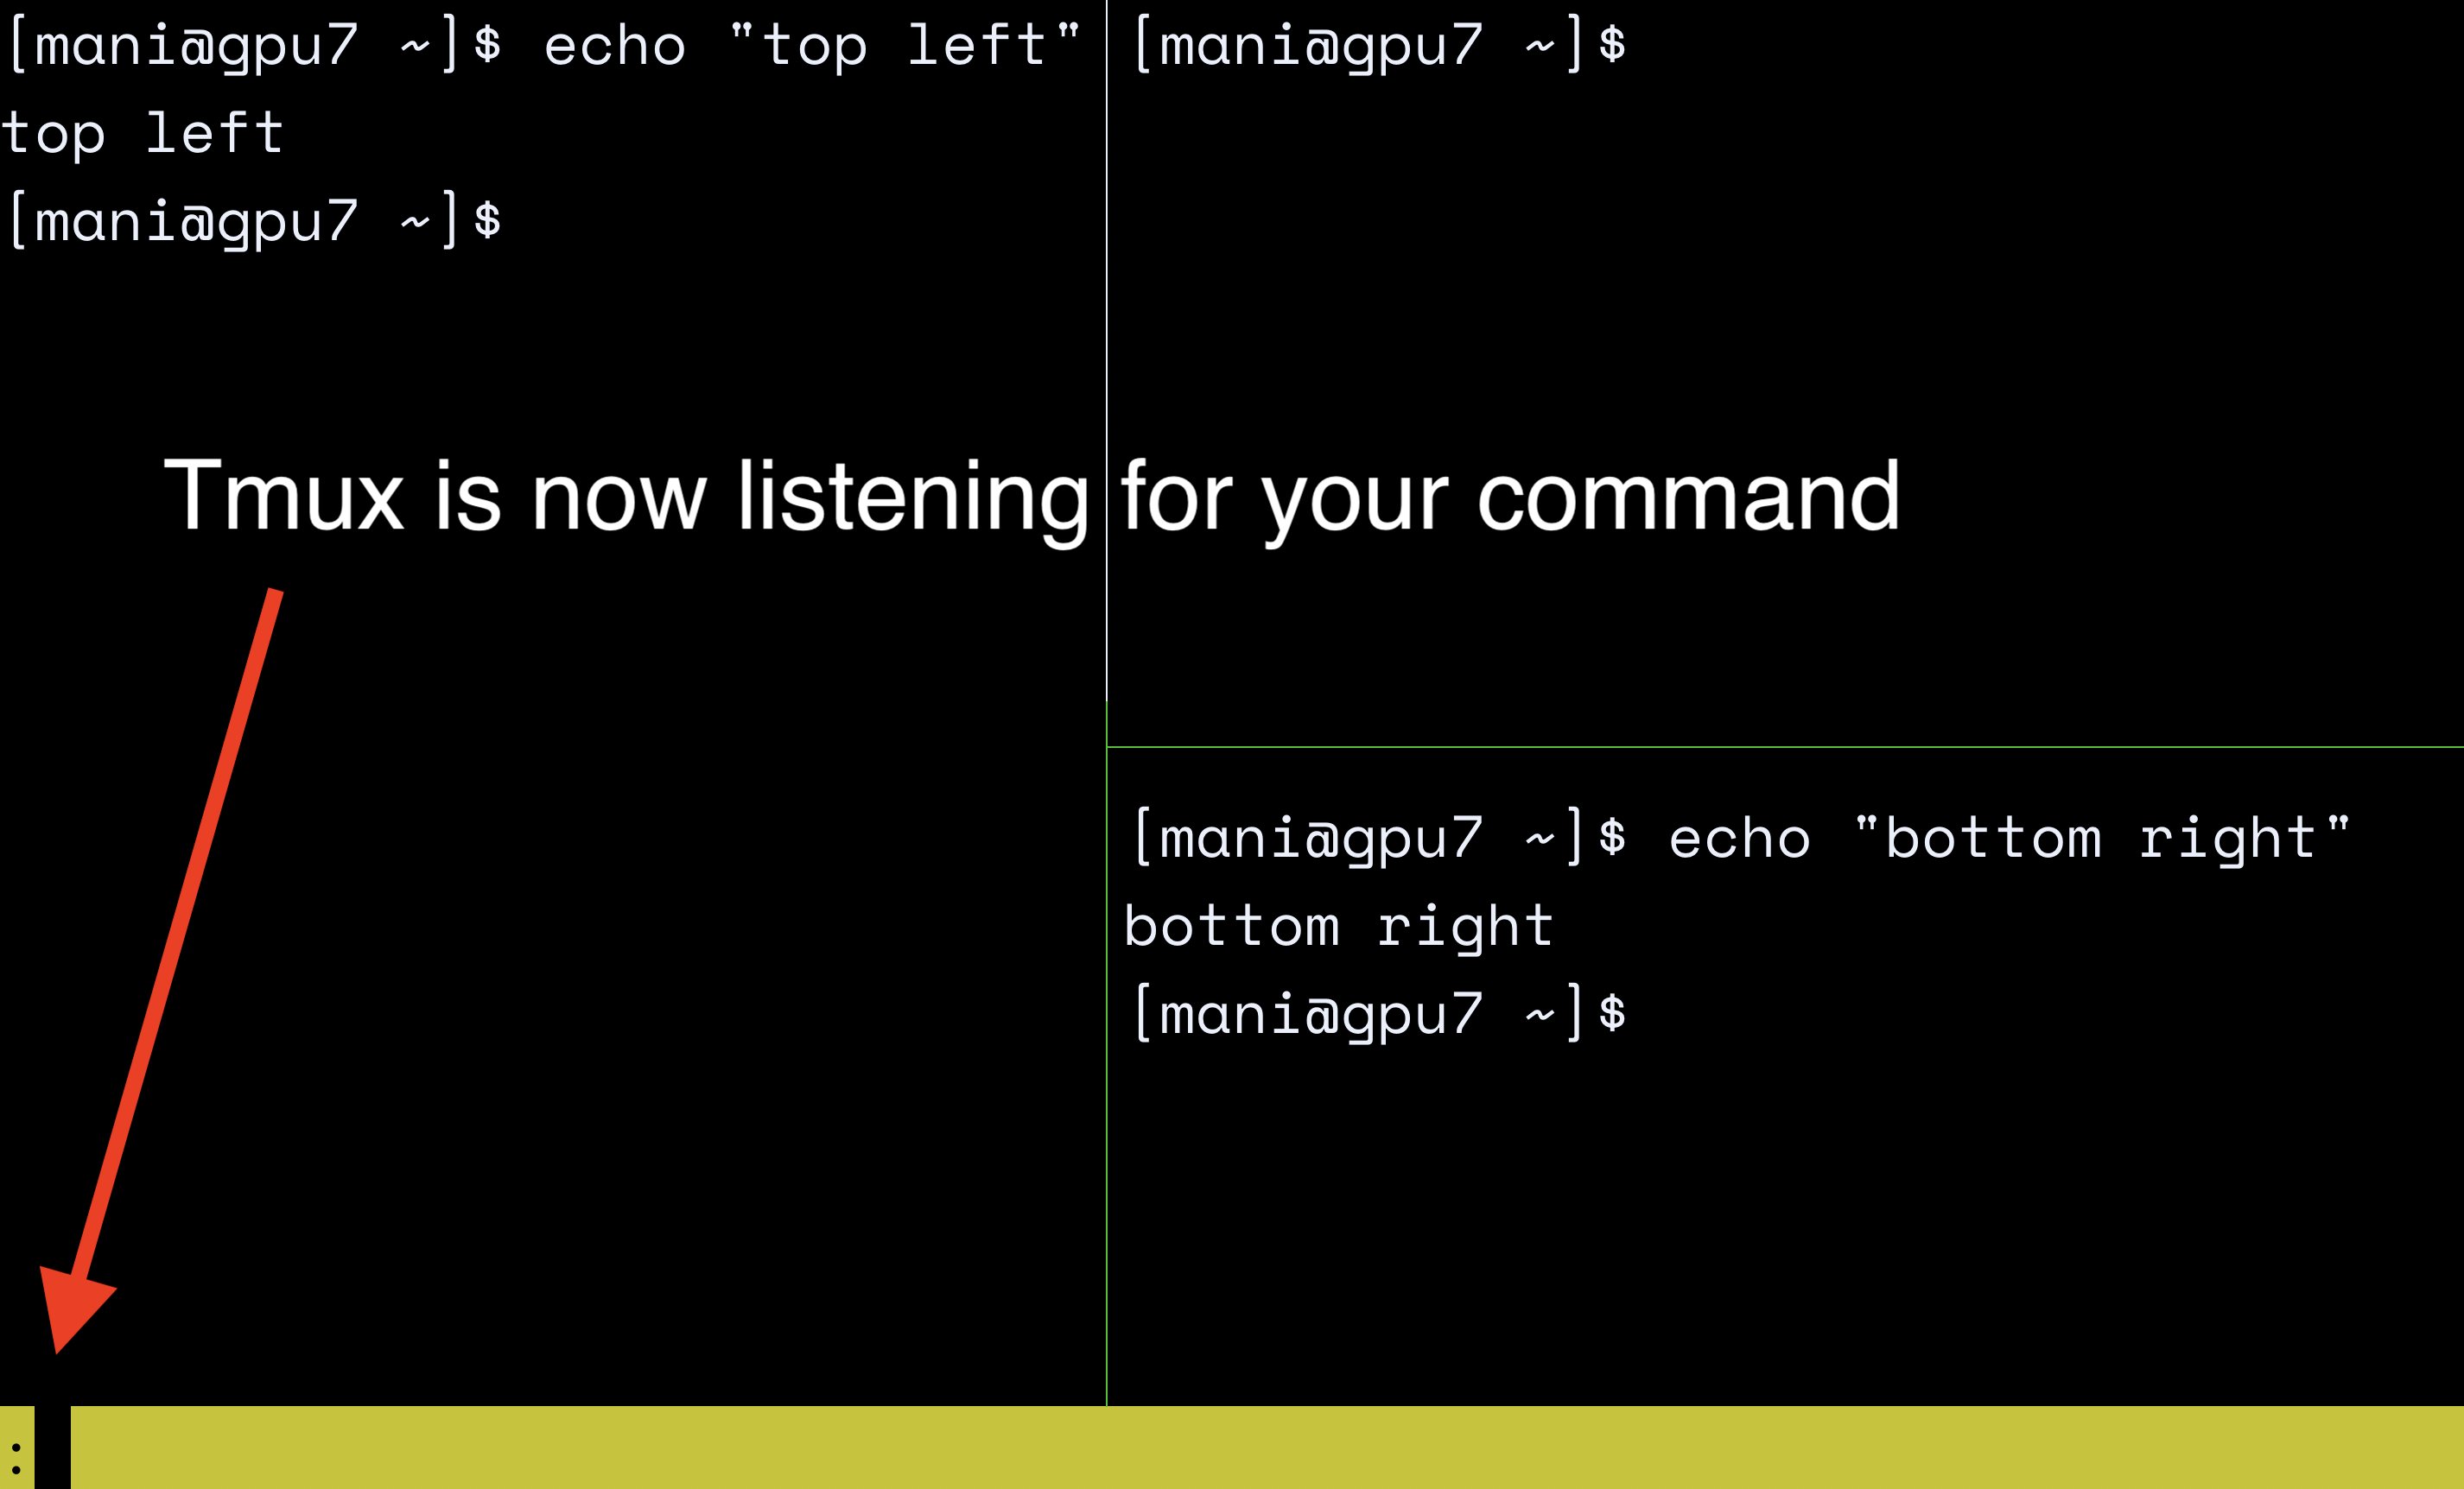 [mani@gpu7 ~]$ echo "top left"
top left
[mani@gpu7 ~]$
[mani@gpu7 ~]$
Tmux is now listening for your command
[mani@gpu7 ~]$ echo "bottom right"
bottom right
[mani@gpu7 ~]$
: